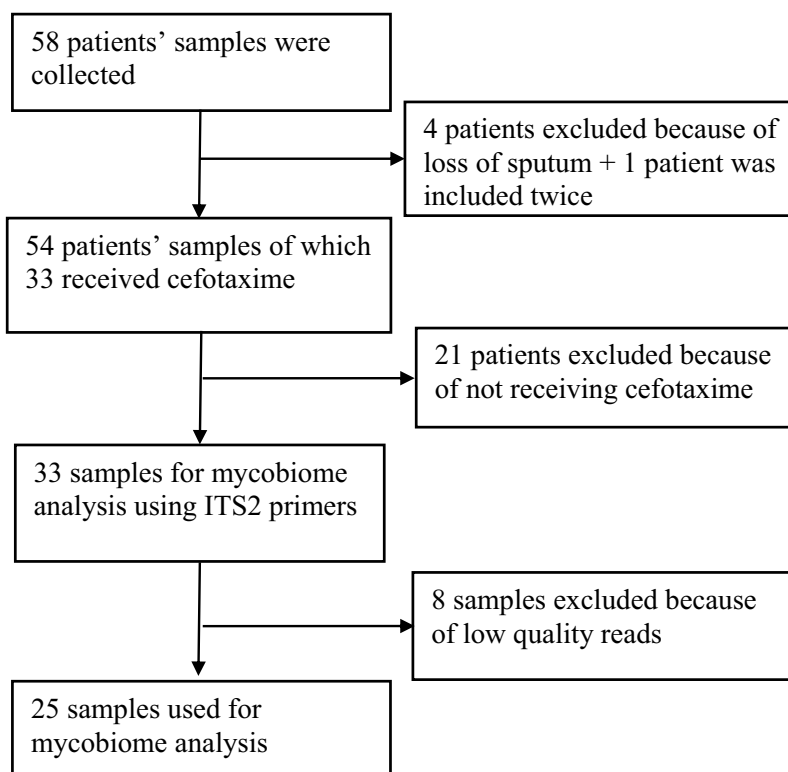 58 patients’ samples were
collected
4 patients excluded because of
loss of sputum + 1 patient was
included twice
54 patients’ samples of which
33 received cefotaxime
21 patients excluded because
of not receiving cefotaxime
33 samples for mycobiome
analysis using ITS2 primers
8 samples excluded because
of low quality reads
25 samples used for
mycobiome analysis